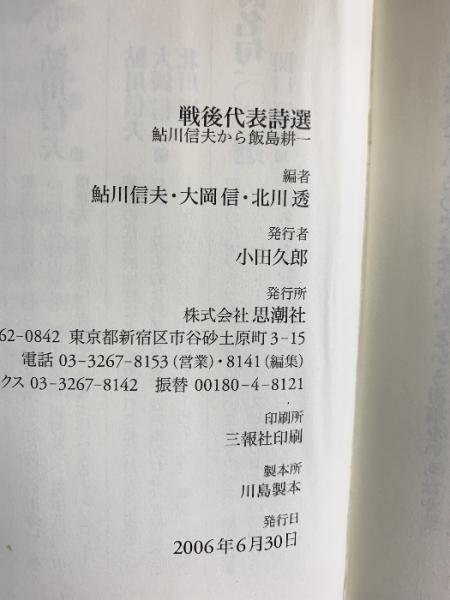 戦後代表詩選
鮎川信夫から飯島耕一
編者
鮎川信夫・大岡信・北川透
発行者
小田久郎
発行所
株式会社思潮社
62-0842 東京都新宿区市谷砂土原町3-15
電話 03-3267-8153(営業)・8141(編集)
クス 03-3267-8142 振替 00180-4-8121
印刷所
三報社印刷
製本所
川島製本
発行日
2006年6月30日